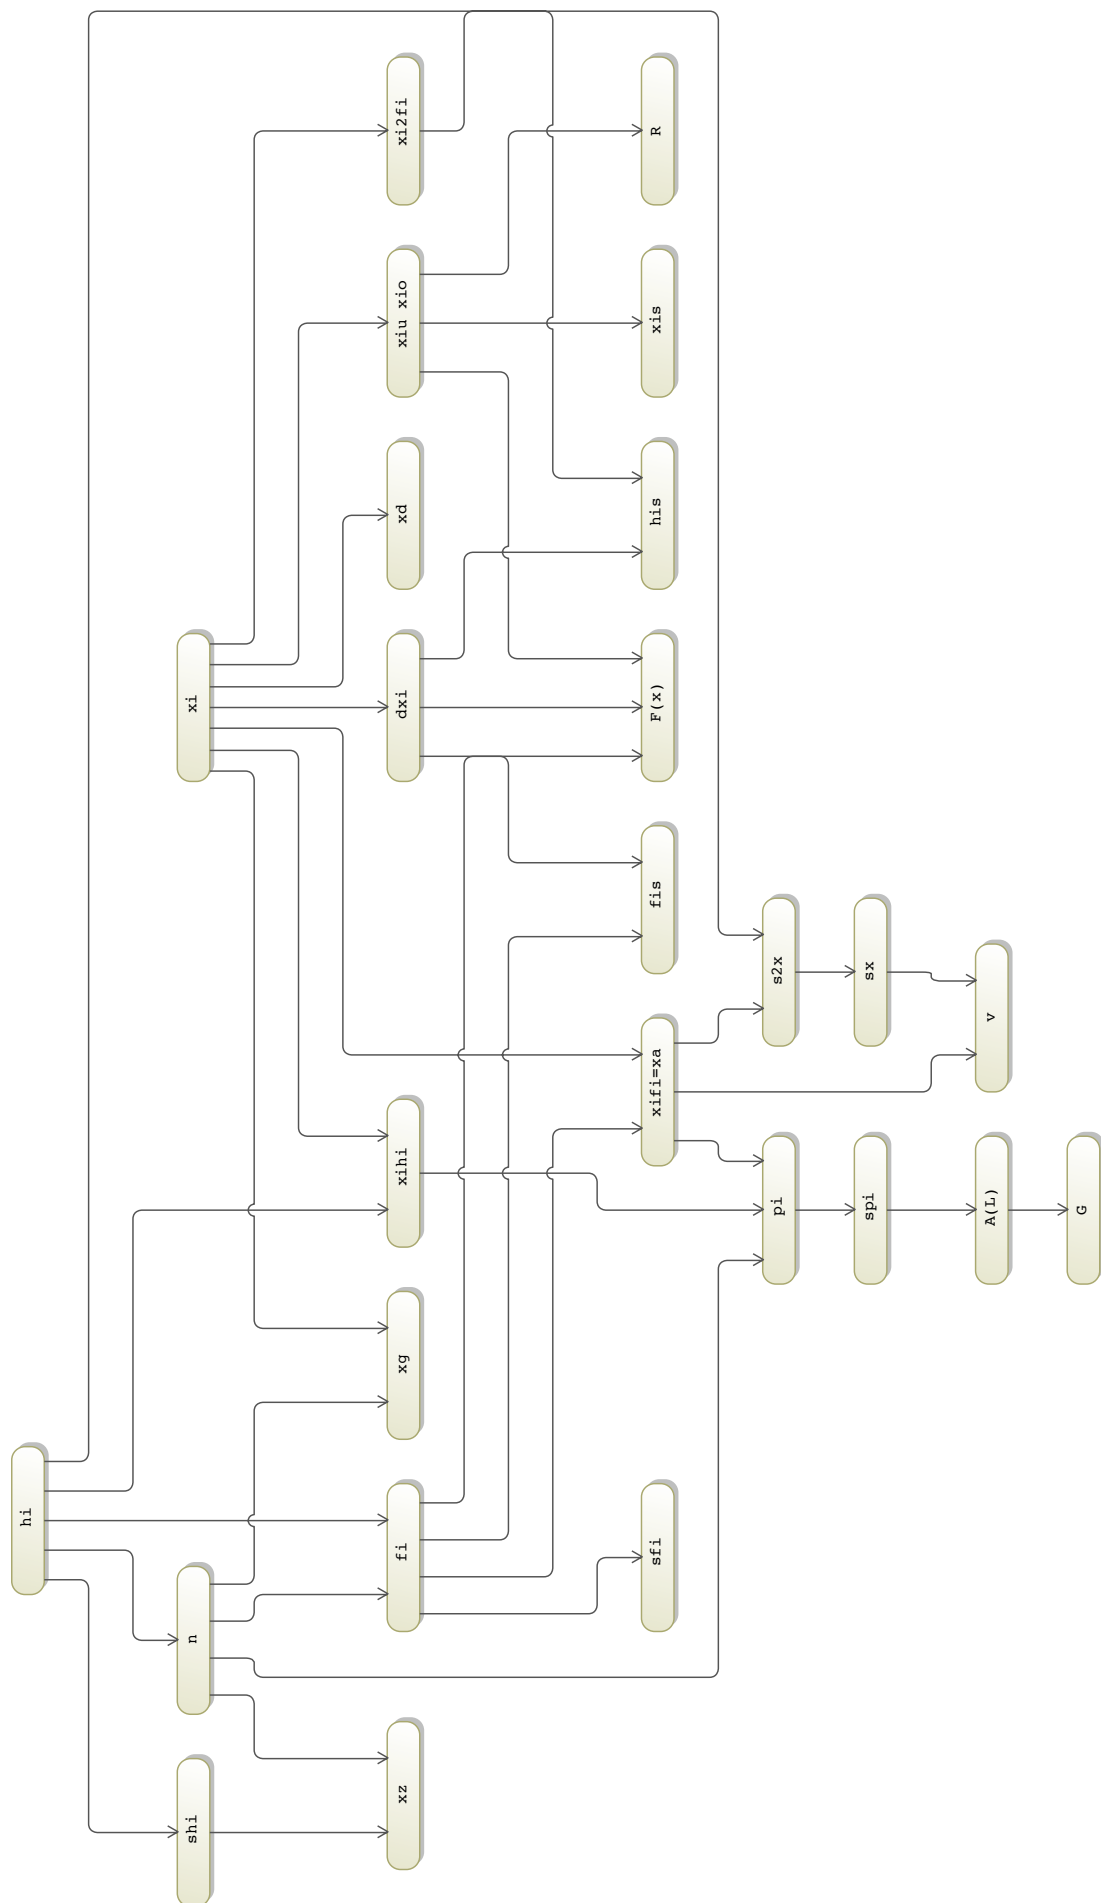 xi2fi
R
xiu xio
xis
xd
his
xi
dxi
F(x)
fis
s2x
sx
v
xifi=xa
xihi
pi
spi
A(L)
G
xg
hi
fi
sfi
n
xz
shi